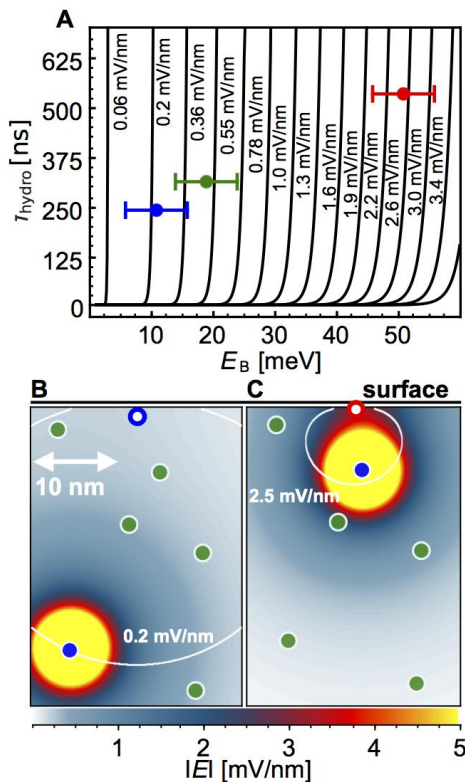 A
τhydro [ns]
625
500
375
250
125
0
0.06 mV/nm
0.2 mV/nm
0.36 mV/nm
0.55 mV/nm
0.78 mV/nm
1.0 mV/nm
1.3 mV/nm
1.6 mV/nm
1.9 mV/nm
2.2 mV/nm
2.6 mV/nm
3.0 mV/nm
3.4 mV/nm
0 10 20 30 40 50
EB [meV]
B C surface
10 nm
0.2 mV/nm
2.5 mV/nm
1 2 3 4 5
|E| [mV/nm]